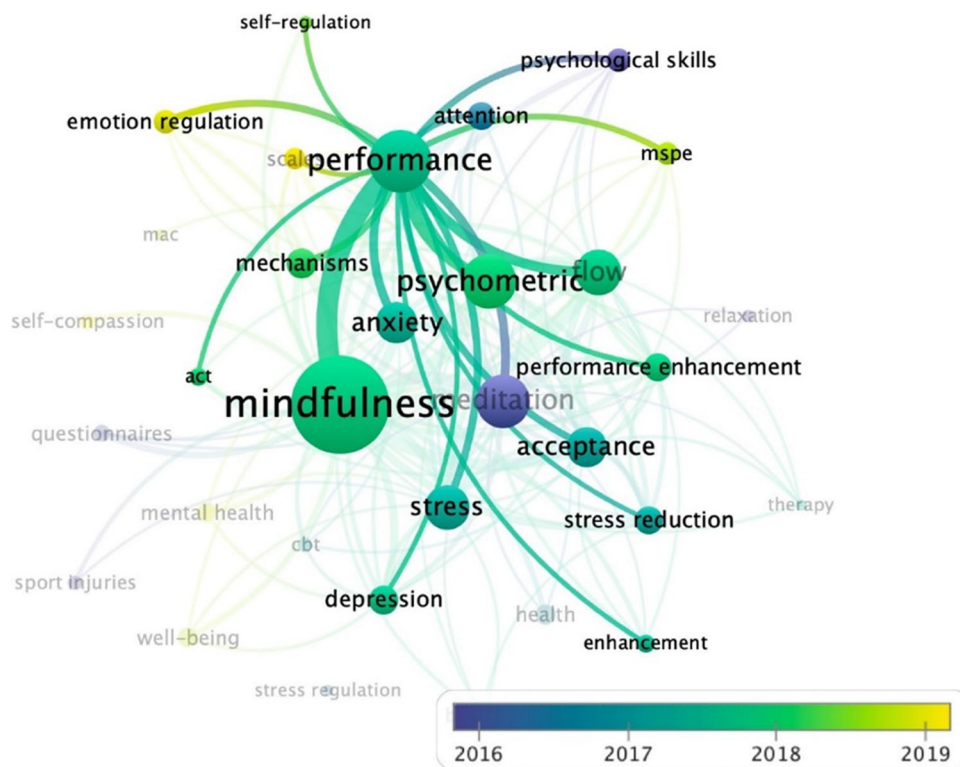 self-regulation
psychological skills
attention
emotion regulation
mspe
scales
performance
mac
mechanisms
flow
psychometric
self-compassion
relaxation
anxiety
performance enhancement
act
mindfulness
meditation
questionnaires
acceptance
stress
therapy
mental health
stress reduction
cbt
sport injuries
depression
health
well-being
enhancement
stress regulation
2016 2017 2018 2019